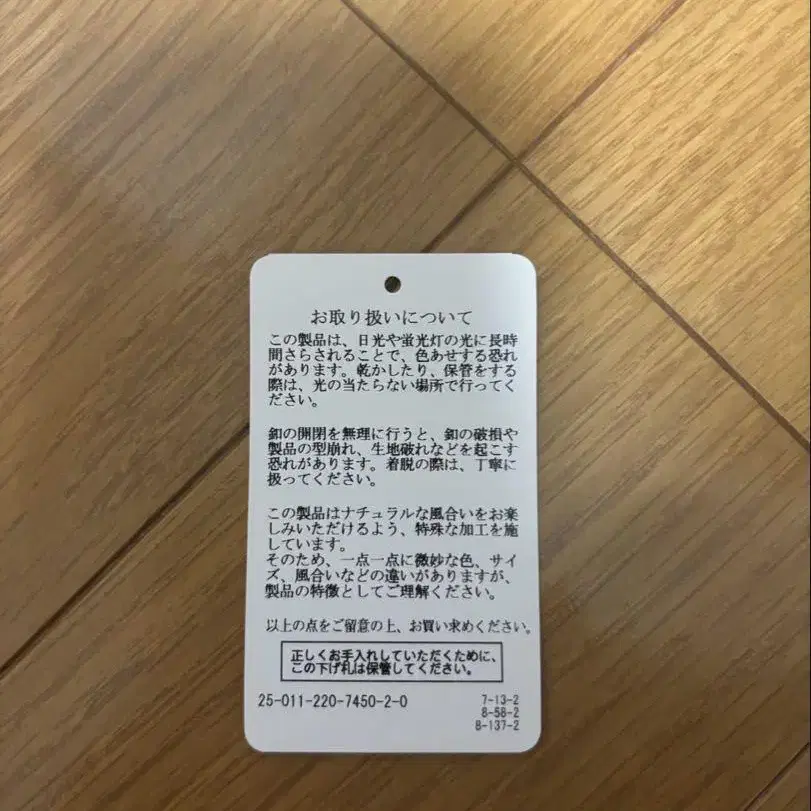 お取り扱いについて
この製品は、日光や蛍光灯の光に長時
間さらされることで、色あせする恐れ
があります。乾かしたり、保管をする
際は、光の当たらない場所で行ってく
ださい。
釦の開閉を無理に行うと、釦の破損や
製品の型崩れ、生地破れなどを起こす
恐れがあります。着脱の際は、丁寧に
扱ってください。
この製品はナチュラルな風合いをお楽
しみいただけるよう、特殊な加工を施
しています。
そのため、一点一点に微妙な色、サイ
ズ、風合いなどの違いがありますが、
製品の特徴としてご理解ください。
以上の点をご留意の上、お買い求めください。
正しくお手入れしていただくために、
この下げ札は保管してください。
25-011-220-7450-2-0
7-13-2
8-58-2
8-137-2